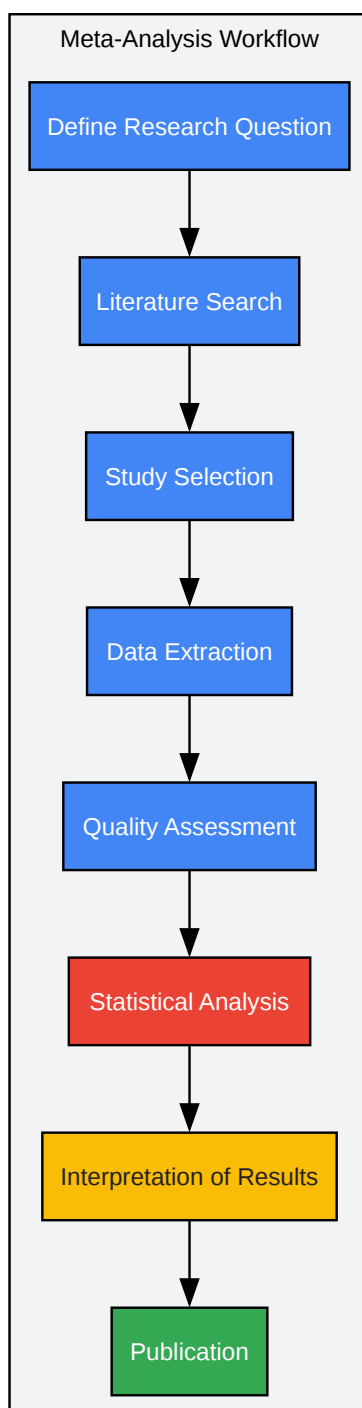 Meta-Analysis Workflow
Define Research Question
Literature Search
Study Selection
Data Extraction
Quality Assessment
Statistical Analysis
Interpretation of Results
Publication